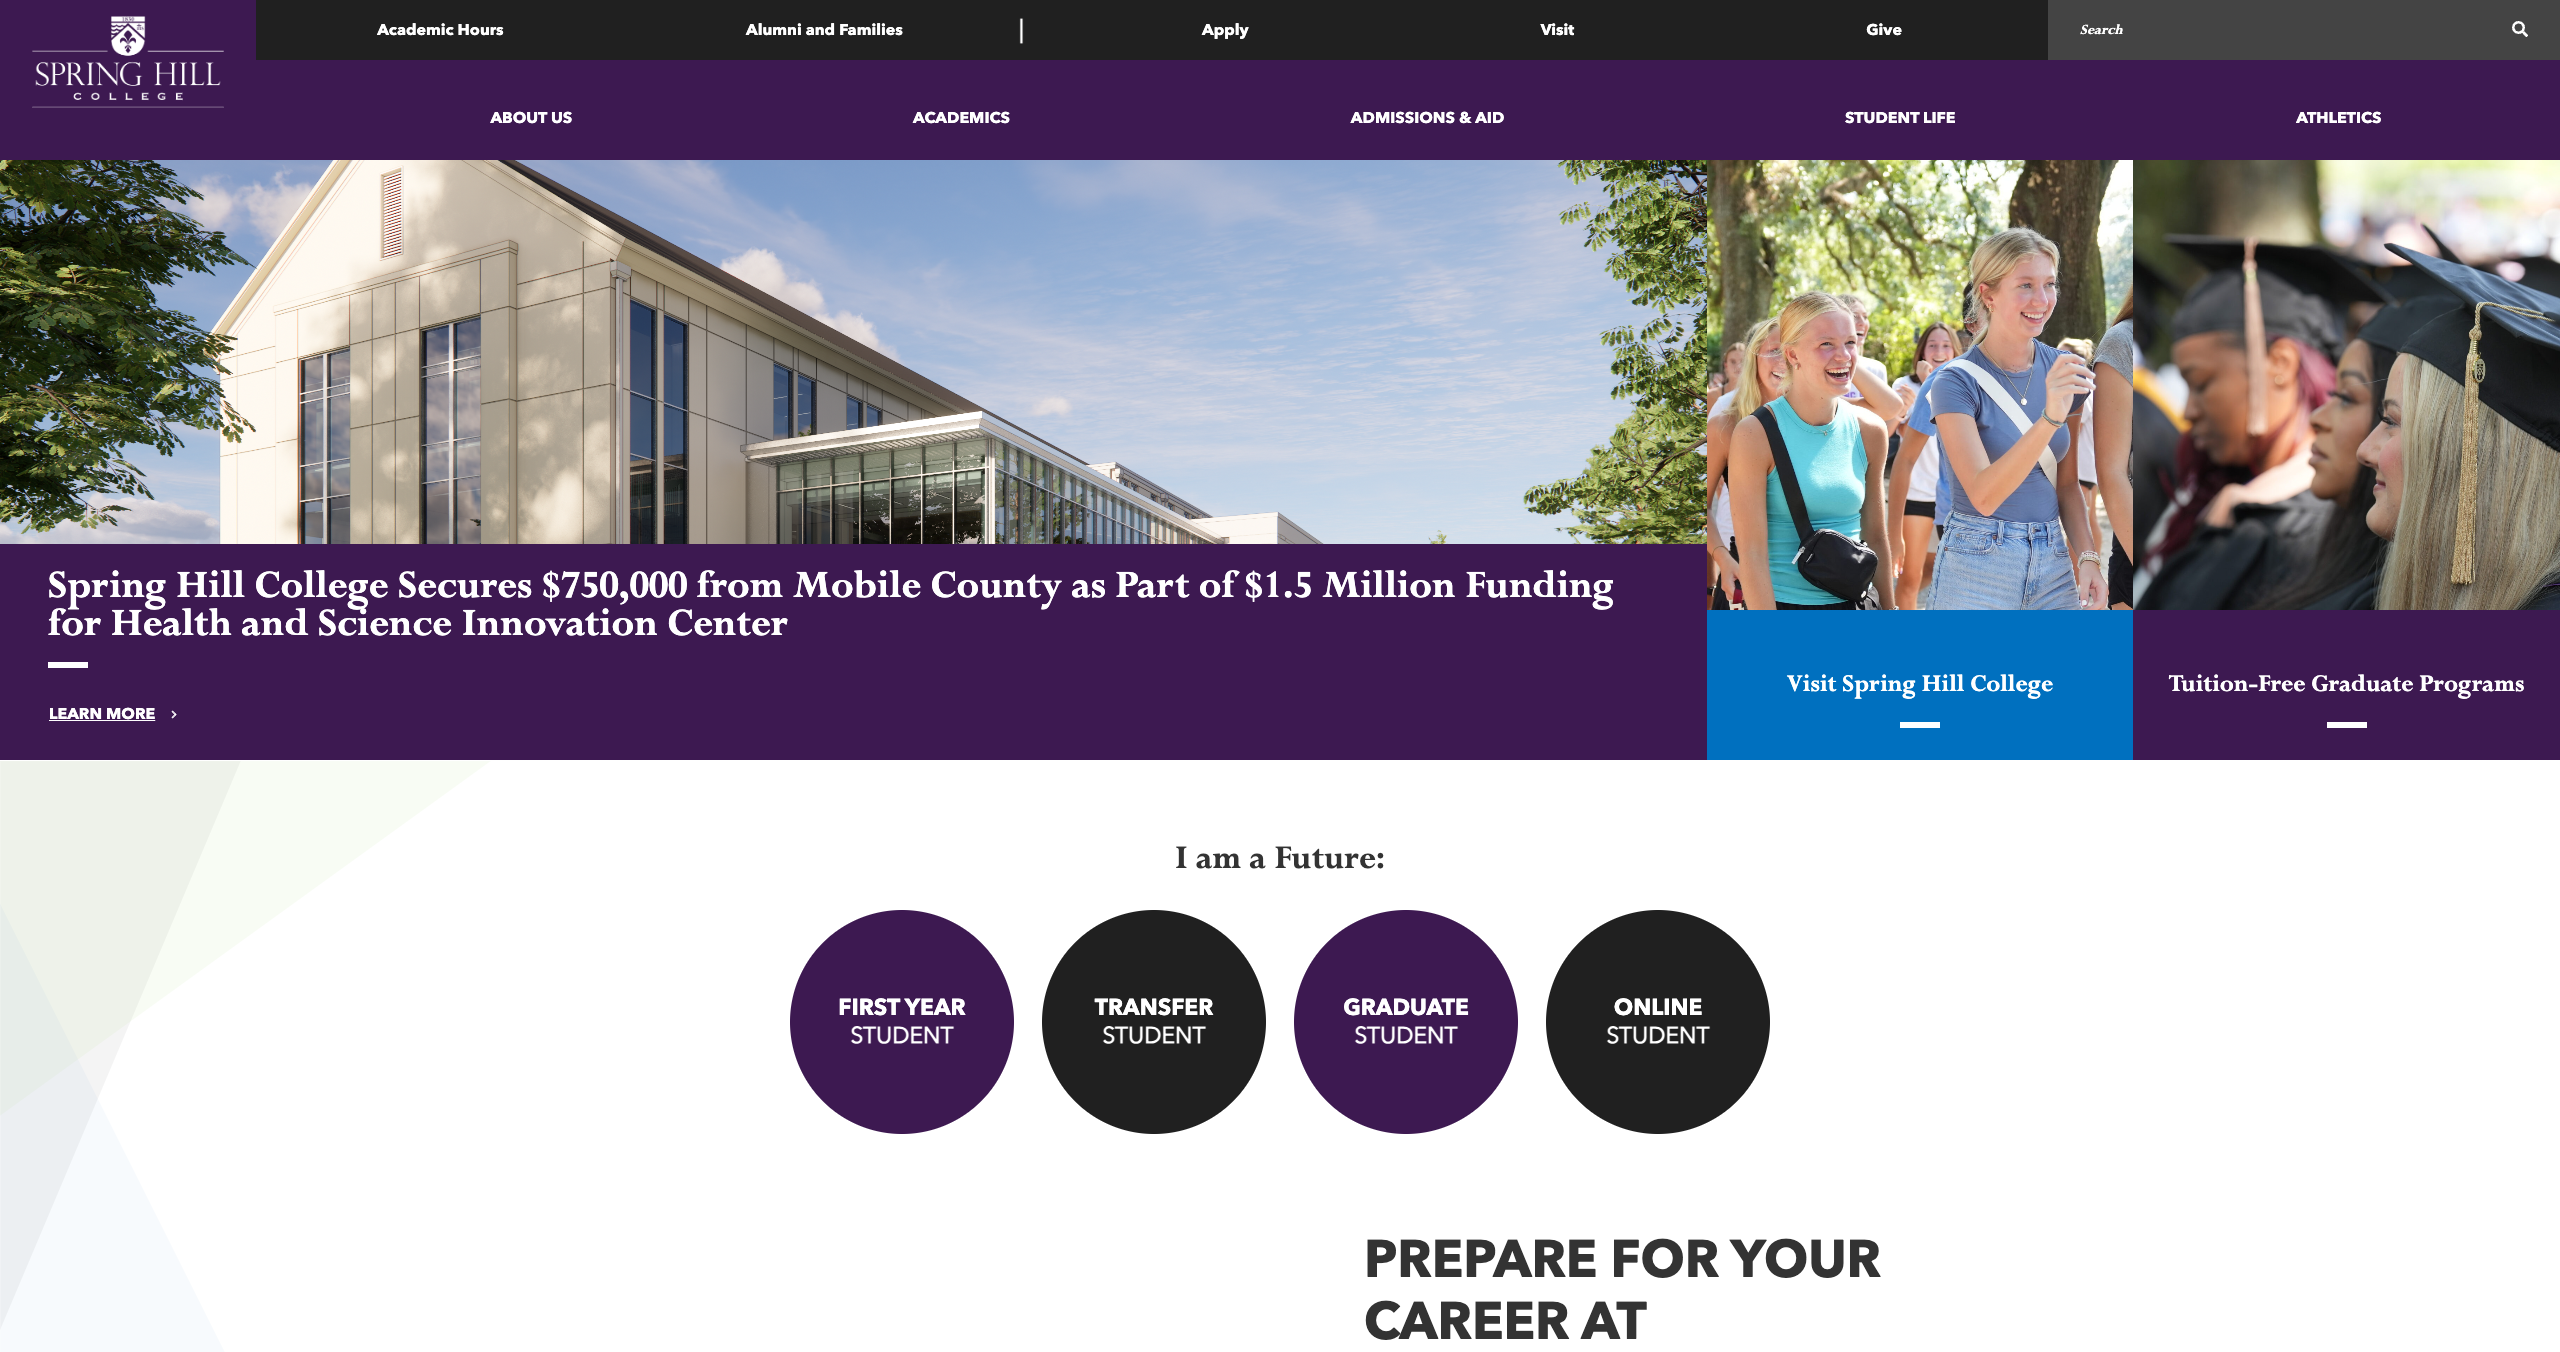 SPRING HILL
COLLEGE
Academic Hours
Alumni and Families
Apply
Visit
Give
Search
ABOUT US
ACADEMICS
ADMISSIONS & AID
STUDENT LIFE
ATHLETICS
Spring Hill College Secures $750,000 from Mobile County as Part of $1.5 Million Funding
for Health and Science Innovation Center
LEARN MORE
Visit Spring Hill College
Tuition-Free Graduate Programs
I am a Future:
FIRST YEAR
STUDENT
TRANSFER
STUDENT
GRADUATE
STUDENT
ONLINE
STUDENT
PREPARE FOR YOUR
CAREER AT